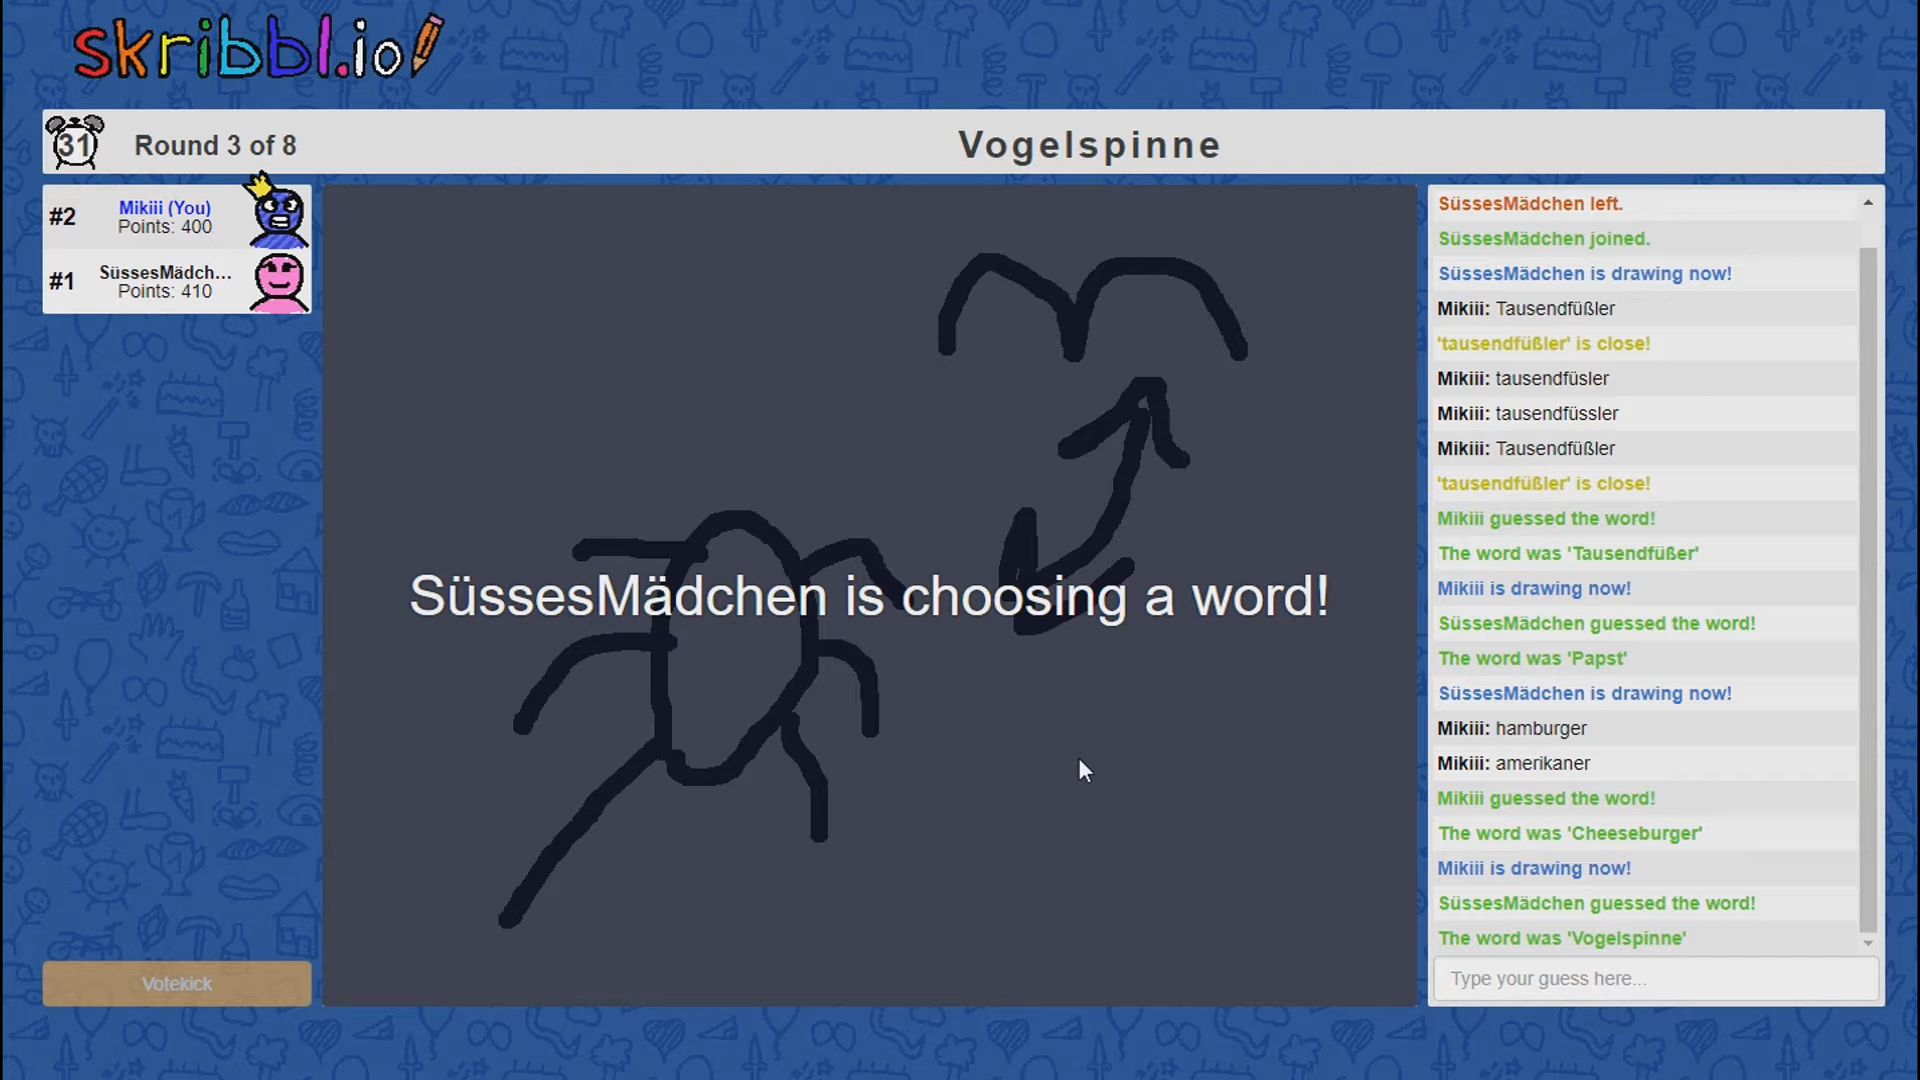 skribbl.io
31
Round 3 of 8
Vogelspinne
#2
Mikiii (You)
Points: 400
#1
SüssesMädch...
Points: 410
Votekick
SüssesMädchen is choosing a word!
SüssesMädchen left.
SüssesMädchen joined.
SüssesMädchen is drawing now!
Mikiii: Tausendfüßler
'tausendfüßler' is close!
Mikiii: tausendfüsler
Mikiii: tausendfüssler
Mikiii: Tausendfüßler
'tausendfüßler' is close!
Mikiii guessed the word!
The word was 'Tausendfüßer'
Mikiii is drawing now!
SüssesMädchen guessed the word!
The word was 'Papst'
SüssesMädchen is drawing now!
Mikiii: hamburger
Mikiii: amerikaner
Mikiii guessed the word!
The word was 'Cheeseburger'
Mikiii is drawing now!
SüssesMädchen guessed the word!
The word was 'Vogelspinne'
Type your guess here...